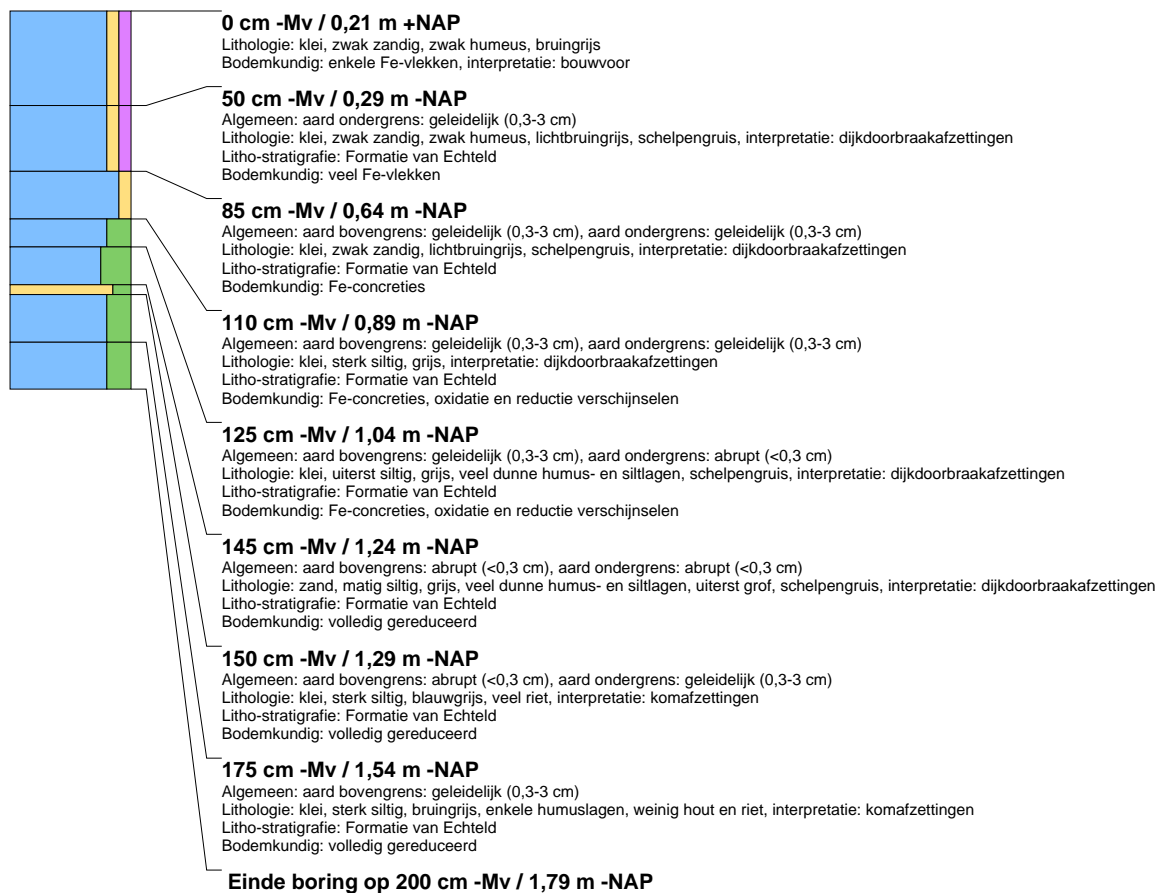 0 cm -Mv / 0,21 m +NAP
Lithologie: klei, zwak zandig, zwak humeus, bruingrijs
Bodemkundig: enkele Fe-vlekken, interpretatie: bouwvoor
50 cm -Mv / 0,29 m -NAP
Algemeen: aard ondergrens: geleidelijk (0,3-3 cm)
Lithologie: klei, zwak zandig, zwak humeus, lichtbruingrijs, schelpengruis, interpretatie: dijkdoorbraakafzettingen
Litho-stratigrafie: Formatie van Echteld
Bodemkundig: veel Fe-vlekken
85 cm -Mv / 0,64 m -NAP
Algemeen: aard bovengrens: geleidelijk (0,3-3 cm), aard ondergrens: geleidelijk (0,3-3 cm)
Lithologie: klei, zwak zandig, lichtbruingrijs, schelpengruis, interpretatie: dijkdoorbraakafzettingen
Litho-stratigrafie: Formatie van Echteld
Bodemkundig: Fe-concreties
110 cm -Mv / 0,89 m -NAP
Algemeen: aard bovengrens: geleidelijk (0,3-3 cm), aard ondergrens: geleidelijk (0,3-3 cm)
Lithologie: klei, sterk siltig, grijs, interpretatie: dijkdoorbraakafzettingen
Litho-stratigrafie: Formatie van Echteld
Bodemkundig: Fe-concreties, oxidatie en reductie verschijnselen
125 cm -Mv / 1,04 m -NAP
Algemeen: aard bovengrens: geleidelijk (0,3-3 cm), aard ondergrens: abrupt (<0,3 cm)
Lithologie: klei, uiterst siltig, grijs, veel dunne humus- en siltlagen, schelpengruis, interpretatie: dijkdoorbraakafzettingen
Litho-stratigrafie: Formatie van Echteld
Bodemkundig: Fe-concreties, oxidatie en reductie verschijnselen
145 cm -Mv / 1,24 m -NAP
Algemeen: aard bovengrens: abrupt (<0,3 cm), aard ondergrens: abrupt (<0,3 cm)
Lithologie: zand, matig siltig, grijs, veel dunne humus- en siltlagen, uiterst grof, schelpengruis, interpretatie: dijkdoorbraakafzettingen
Litho-stratigrafie: Formatie van Echteld
Bodemkundig: volledig gereduceerd
150 cm -Mv / 1,29 m -NAP
Algemeen: aard bovengrens: abrupt (<0,3 cm), aard ondergrens: geleidelijk (0,3-3 cm)
Lithologie: klei, sterk siltig, blauwgrijs, veel riet, interpretatie: komafzettingen
Litho-stratigrafie: Formatie van Echteld
Bodemkundig: volledig gereduceerd
175 cm -Mv / 1,54 m -NAP
Algemeen: aard bovengrens: geleidelijk (0,3-3 cm)
Lithologie: klei, sterk siltig, bruingrijs, enkele humuslagen, weinig hout en riet, interpretatie: komafzettingen
Litho-stratigrafie: Formatie van Echteld
Bodemkundig: volledig gereduceerd
Einde boring op 200 cm -Mv / 1,79 m -NAP